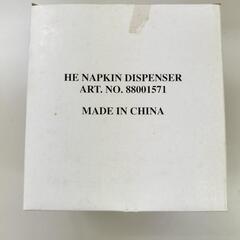 HE NAPKIN DISPENSER
ART. NO. 88001571
MADE IN CHINA